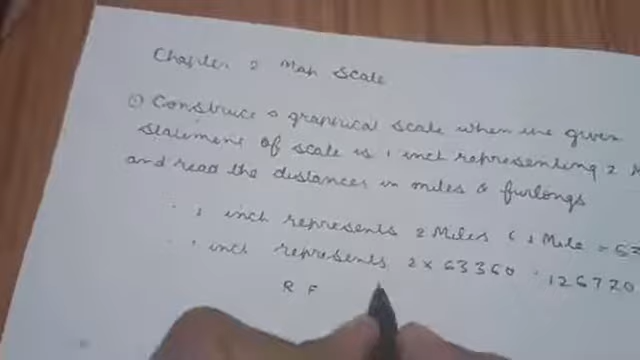 Chapter 2 Map Scale
① Construct a graphical scale when the given
statement of scale is 1 inch representing 2
and read the distances in miles & furlongs
∵ 1 inch represents 2 Miles ( 1 Mile =
∴ 1 inch represents 2 × 63360 = 126720
R F